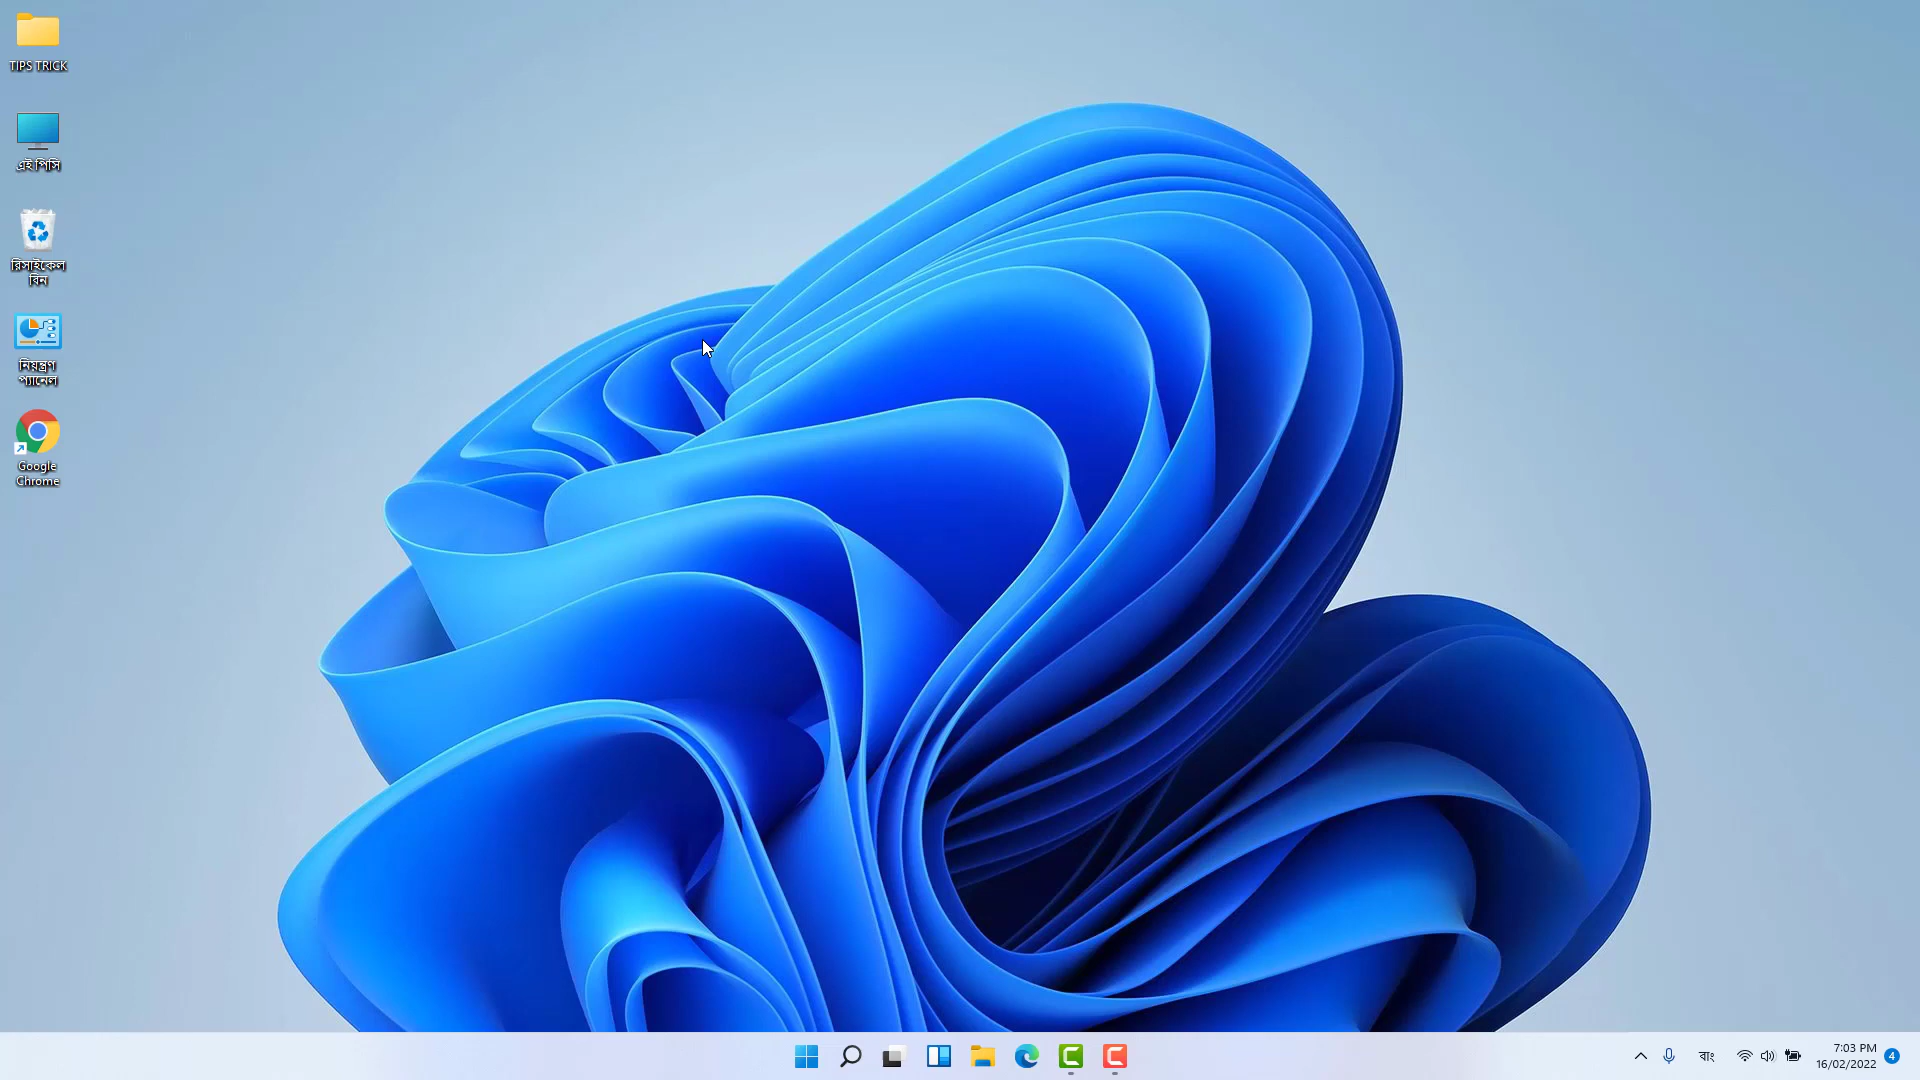 TIPS TRICK
এই পিসি
রিসাইকেল
বিন
নিয়ন্ত্রণ
প্যানেল
Google
Chrome
বাং
7:03 PM
16/02/2022
4